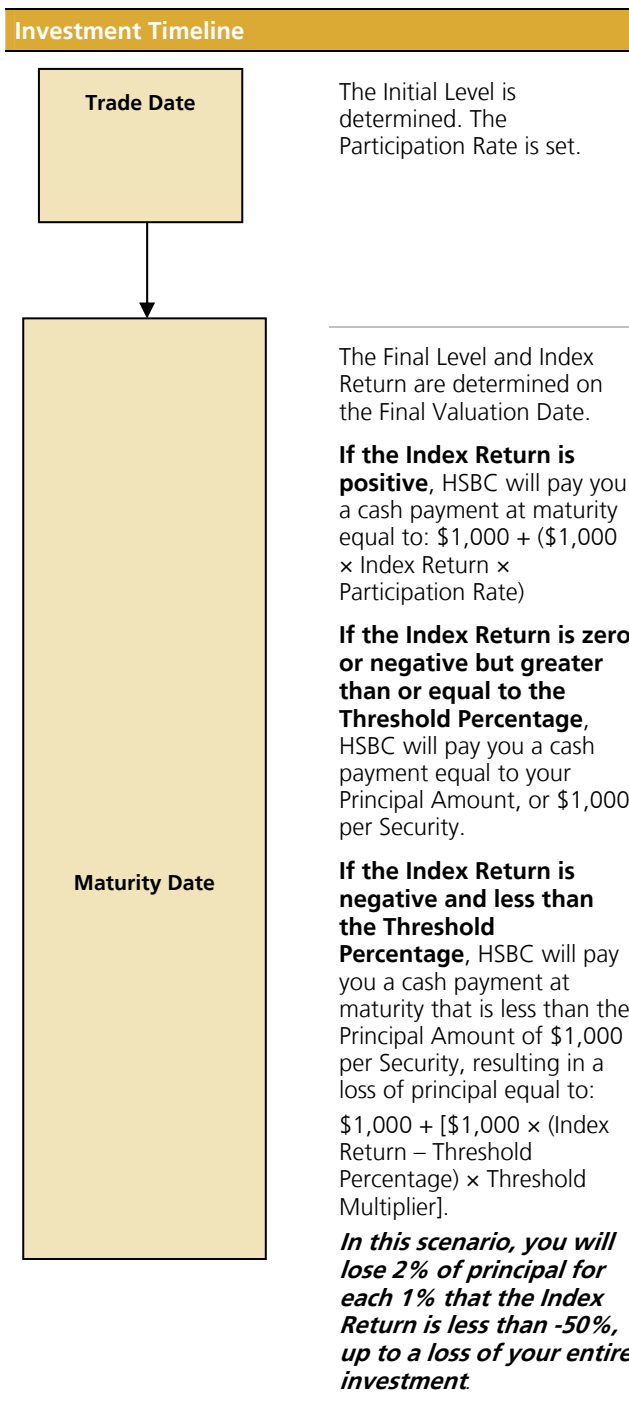 Investment Timeline
Trade Date
The Initial Level is
determined. The
Participation Rate is set.
Maturity Date
The Final Level and Index
Return are determined on
the Final Valuation Date.
If the Index Return is
positive, HSBC will pay you
a cash payment at maturity
equal to: $1,000 + ($1,000
× Index Return ×
Participation Rate)
If the Index Return is zero
or negative but greater
than or equal to the
Threshold Percentage,
HSBC will pay you a cash
payment equal to your
Principal Amount, or $1,000
per Security.
If the Index Return is
negative and less than
the Threshold
Percentage, HSBC will pay
you a cash payment at
maturity that is less than the
Principal Amount of $1,000
per Security, resulting in a
loss of principal equal to:
$1,000 + [$1,000 × (Index
Return – Threshold
Percentage) × Threshold
Multiplier].
In this scenario, you will
lose 2% of principal for
each 1% that the Index
Return is less than -50%,
up to a loss of your entire
investment.